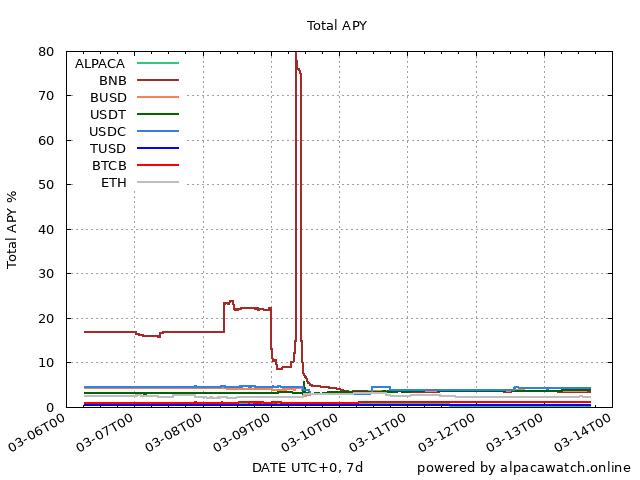 Total APY
80
70
60
50
40
30
20
10
0
Total APY %
ALPACA
BNB
BUSD
USDT
USDC
TUSD
BTCB
ETH
03-06T00
03-07T00
03-08T00
03-09T00
03-10T00
03-11T00
03-12T00
03-13T00
03-14T00
DATE UTC+0, 7d
powered by alpacawatch.online